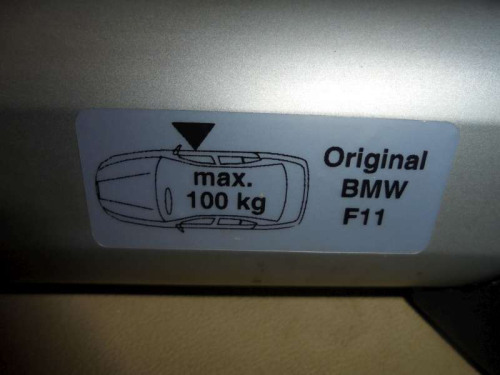 max.
100 kg
Original
BMW
F11